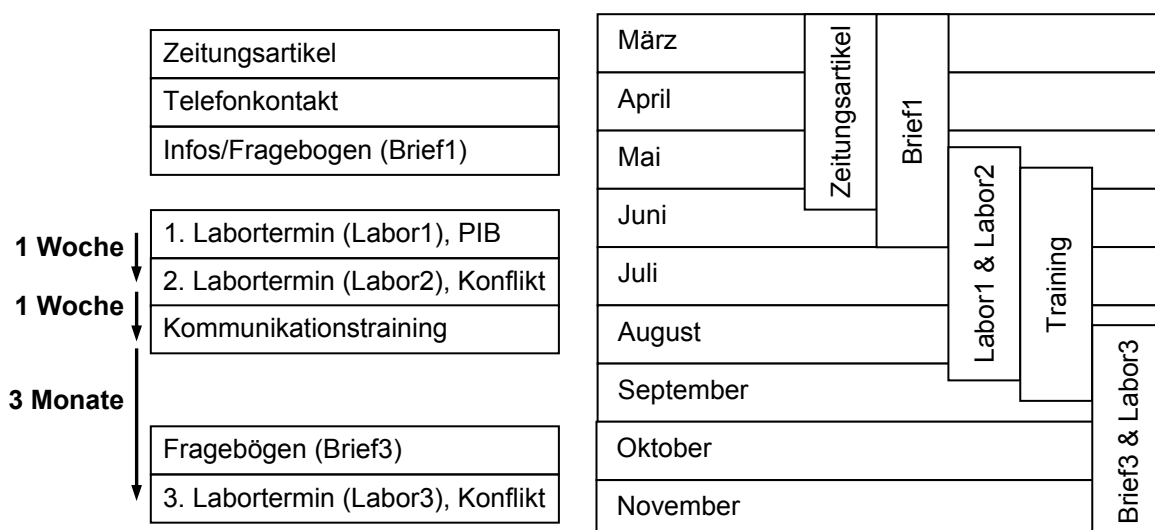 Zeitungsartikel
Telefonkontakt
Infos/Fragebogen (Brief1)
1 Woche
1. Labortermin (Labor1), PIB
2. Labortermin (Labor2), Konflikt
1 Woche
Kommunikationstraining
3 Monate
Fragebögen (Brief3)
3. Labortermin (Labor3), Konflikt
März
April
Mai
Juni
Juli
August
September
Oktober
November
Zeitungsartikel
Brief1
Labor1 & Labor2
Training
Brief3 & Labor3